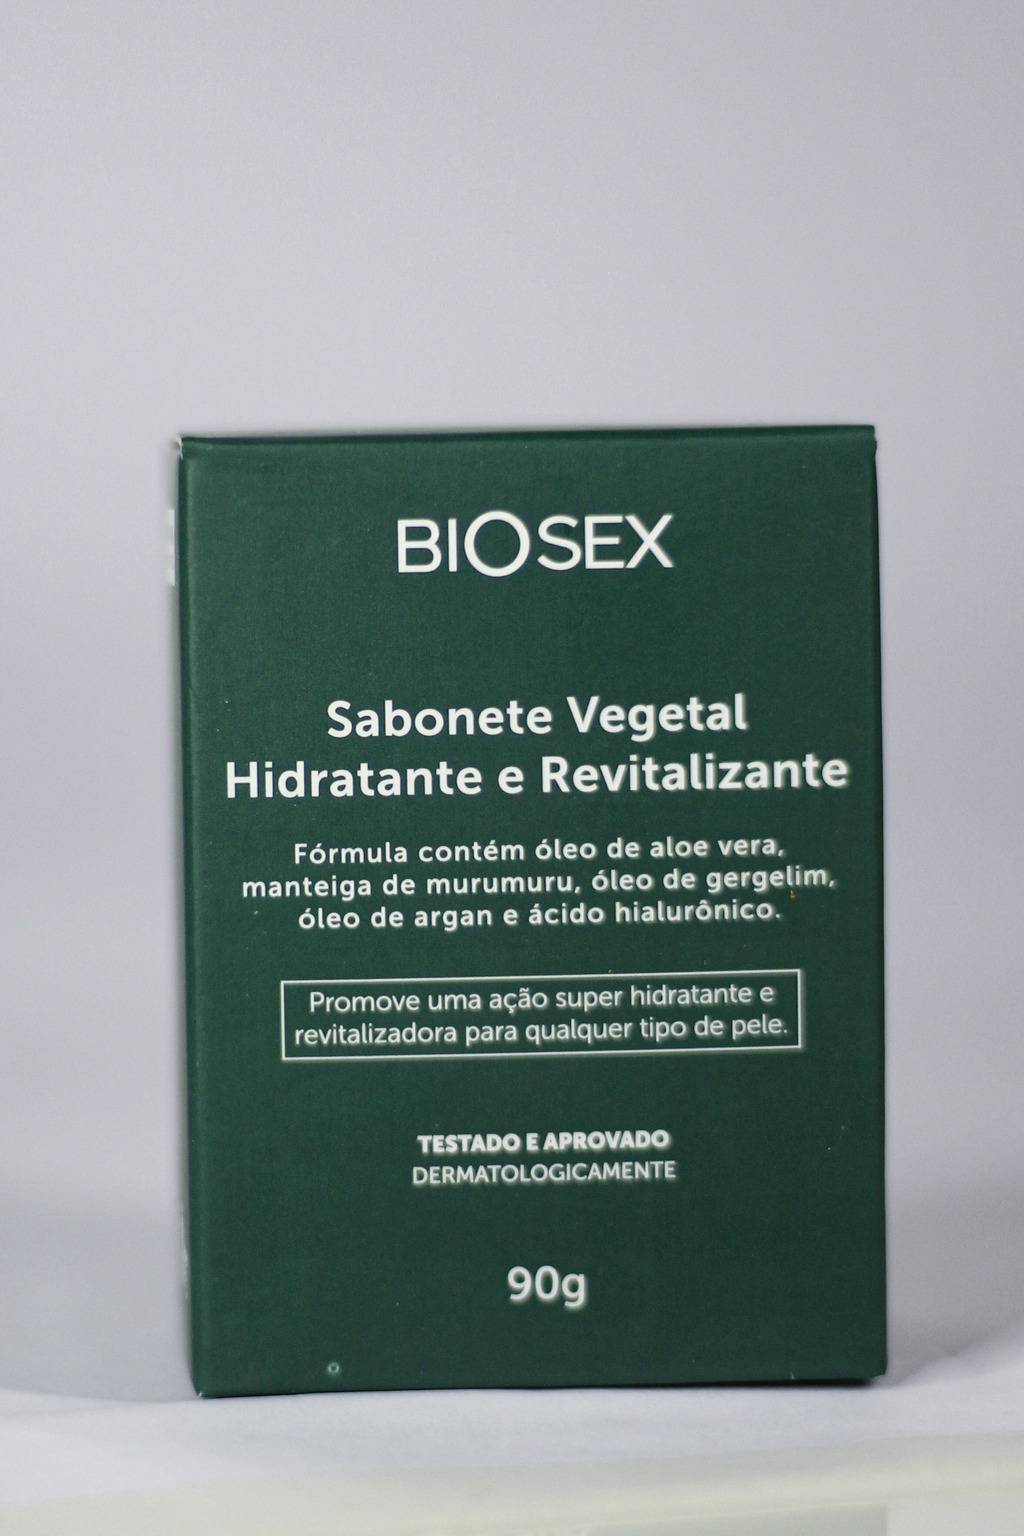 BIOSEX
Sabonete Vegetal
Hidratante e Revitalizante
Fórmula contém óleo de aloe vera,
manteiga de murumuru, óleo de gergelim,
óleo de argan e ácido hialurônico.
Promove uma ação super hidratante e
revitalizadora para qualquer tipo de pele.
TESTADO E APROVADO
DERMATOLOGICAMENTE
90g